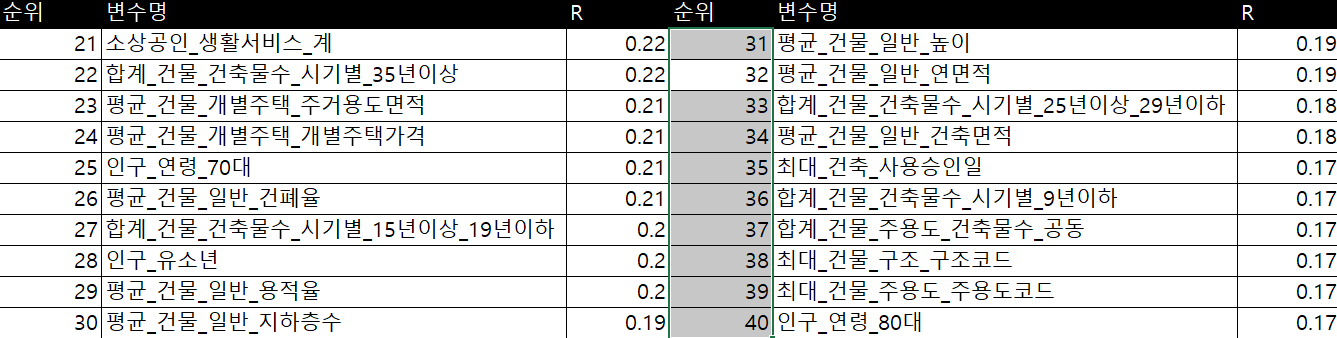 순위 변수명 R 순위 변수명 R
21 소상공인_생활서비스_계 0.22 31 평균_건물_일반_높이 0.19
22 합계_건물_건축물수_시기별_35년이상 0.22 32 평균_건물_일반_연면적 0.19
23 평균_건물_개별주택_주거용도면적 0.21 33 합계_건물_건축물수_시기별_25년이상_29년이하 0.18
24 평균_건물_개별주택_개별주택가격 0.21 34 평균_건물_일반_건축면적 0.18
25 인구_연령_70대 0.21 35 최대_건축_사용승인일 0.17
26 평균_건물_일반_건폐율 0.21 36 합계_건물_건축물수_시기별_9년이하 0.17
27 합계_건물_건축물수_시기별_15년이상_19년이하 0.2 37 합계_건물_주용도_건축물수_공동 0.17
28 인구_유소년 0.2 38 최대_건물_구조_구조코드 0.17
29 평균_건물_일반_용적율 0.2 39 최대_건물_주용도_주용도코드 0.17
30 평균_건물_일반_지하층수 0.19 40 인구_연령_80대 0.17